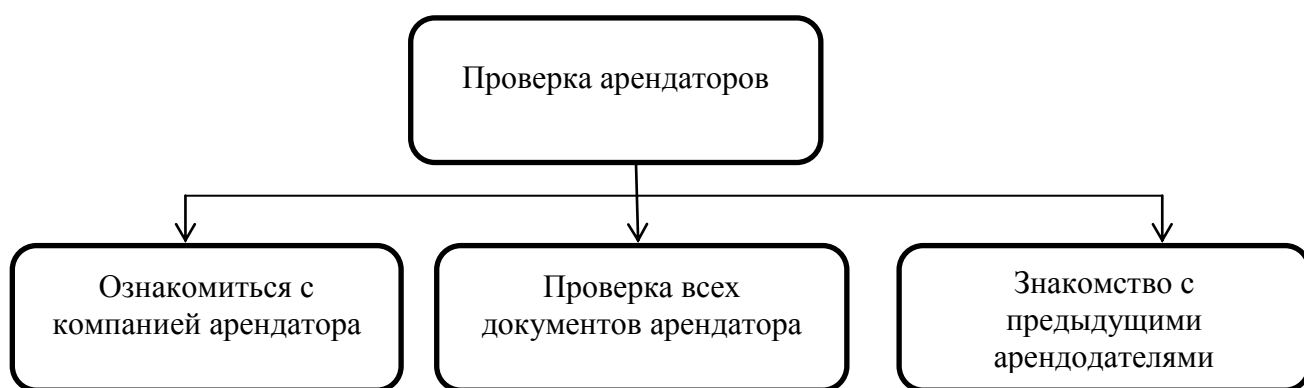 Проверка арендаторов
Ознакомиться с
компанией арендатора
Проверка всех
документов арендатора
Знакомство с
предыдущими
арендодателями